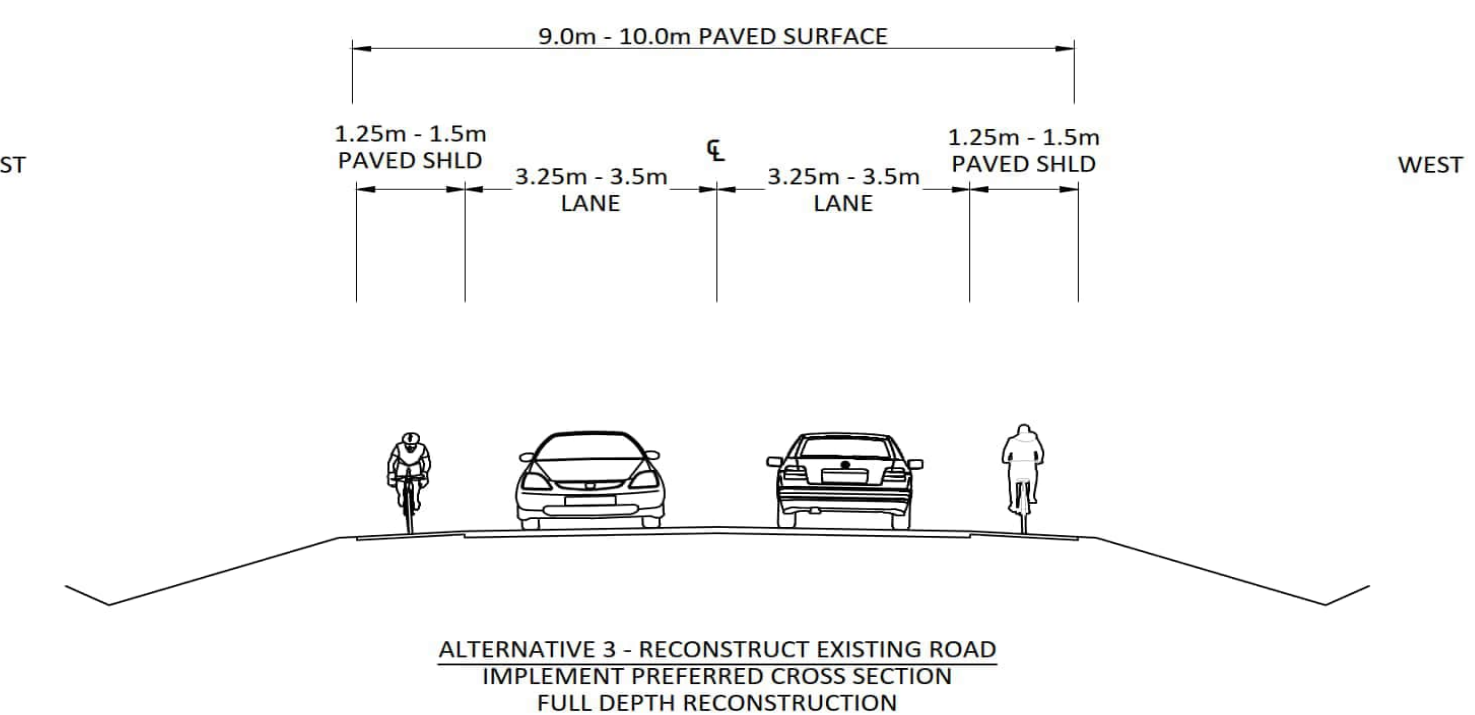 9.0m - 10.0m PAVED SURFACE
1.25m - 1.5m
PAVED SHLD
3.25m - 3.5m
LANE
℄
3.25m - 3.5m
LANE
1.25m - 1.5m
PAVED SHLD
ST
WEST
ALTERNATIVE 3 - RECONSTRUCT EXISTING ROAD
IMPLEMENT PREFERRED CROSS SECTION
FULL DEPTH RECONSTRUCTION